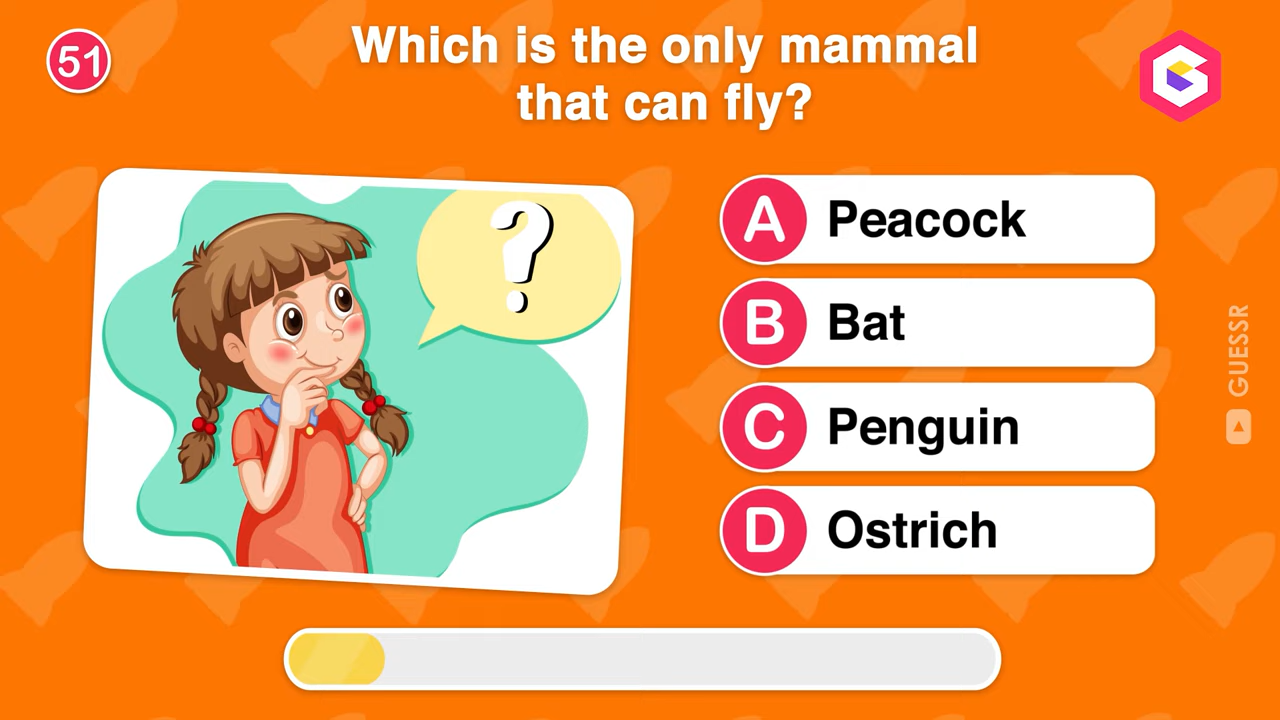 51
Which is the only mammal
that can fly?
?
A Peacock
B Bat
C Penguin
D Ostrich
GUESSR